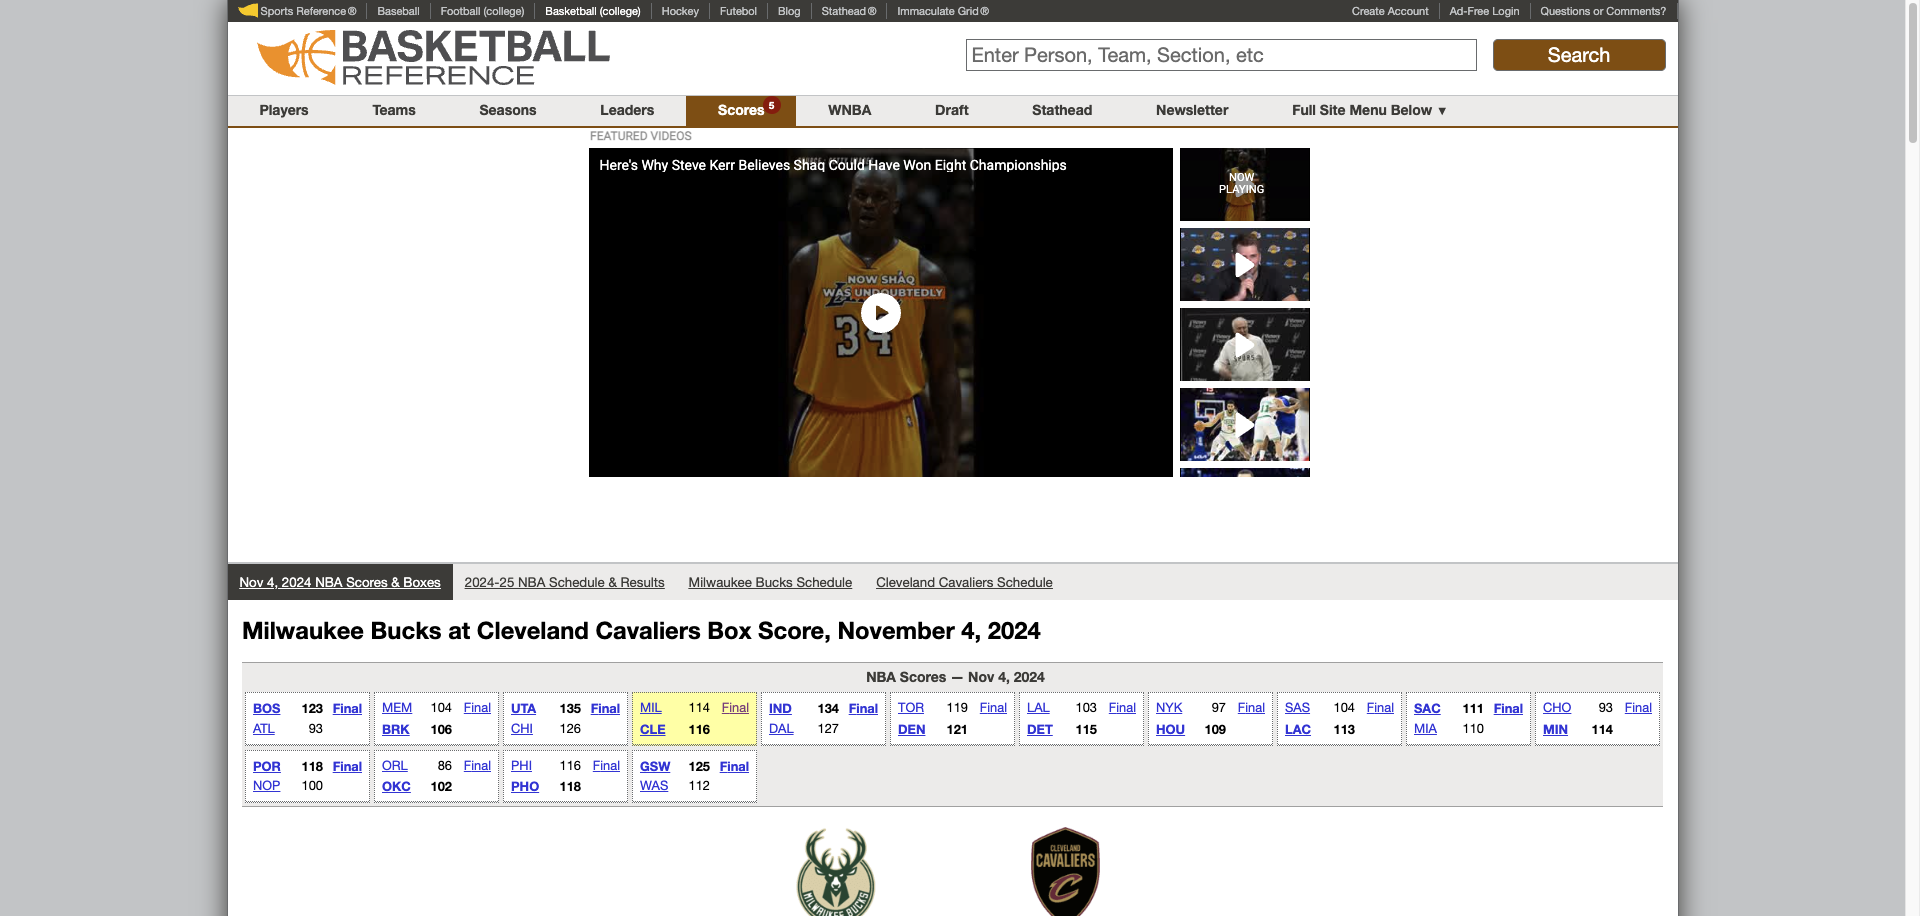 Sports Reference® Baseball Football (college) Basketball (college) Hockey Futebol Blog Stathead® Immaculate Grid® Create Account Ad-Free Login Questions or Comments?
BASKETBALL
REFERENCE
Enter Person, Team, Section, etc Search
Players Teams Seasons Leaders Scores 5 WNBA Draft Stathead Newsletter Full Site Menu Below ▼
FEATURED VIDEOS
Here's Why Steve Kerr Believes Shaq Could Have Won Eight Championships
NOW SHAQ
WAS UNDOUBTEDLY
34
NOW
PLAYING
Nov 4, 2024 NBA Scores & Boxes 2024-25 NBA Schedule & Results Milwaukee Bucks Schedule Cleveland Cavaliers Schedule
Milwaukee Bucks at Cleveland Cavaliers Box Score, November 4, 2024
NBA Scores — Nov 4, 2024
BOS 123 Final MEM 104 Final UTA 135 Final MIL 114 Final IND 134 Final TOR 119 Final LAL 103 Final NYK 97 Final SAS 104 Final SAC 111 Final CHO 93 Final
ATL 93 BRK 106 CHI 126 CLE 116 DAL 127 DEN 121 DET 115 HOU 109 LAC 113 MIA 110 MIN 114
POR 118 Final ORL 86 Final PHI 116 Final GSW 125 Final
NOP 100 OKC 102 PHO 118 WAS 112
MILWAUKEE BUCKS
CLEVELAND
CAVALIERS
C